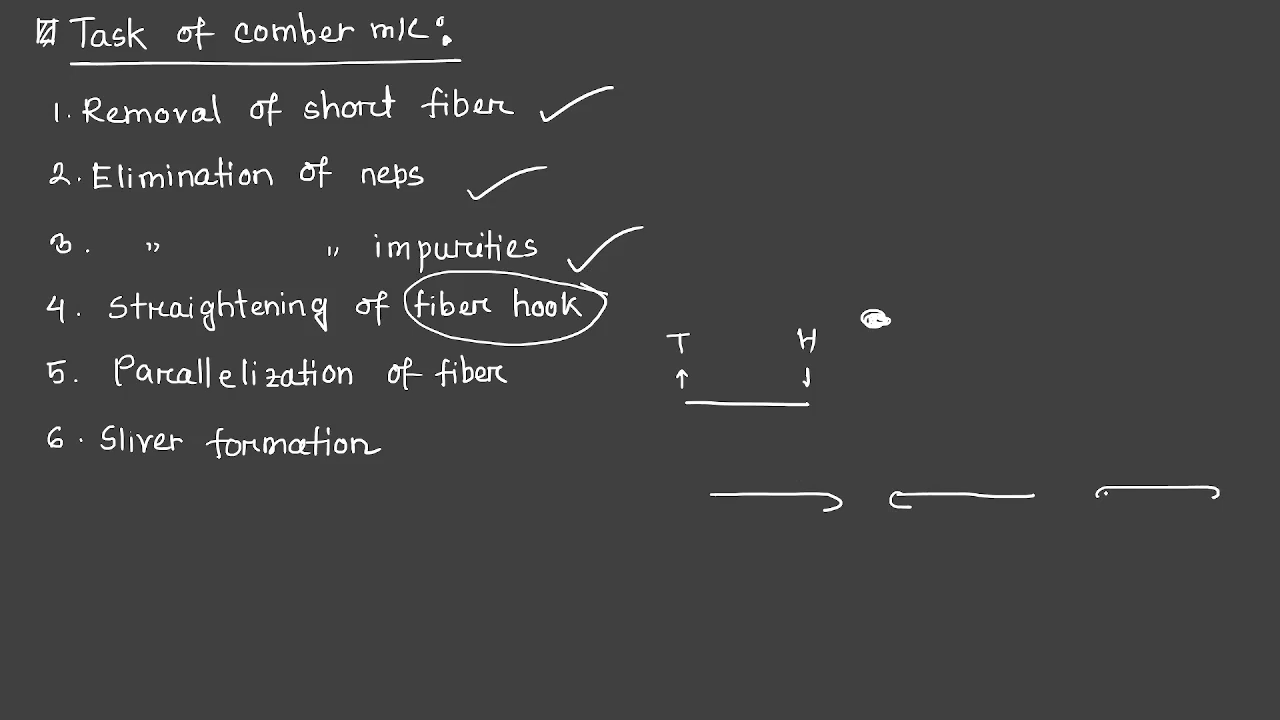 Task of comber m/c:
1. Removal of short fiber
2. Elimination of neps
3. " " impurities
4. Straightening of fiber hook
5. Parallelization of fiber
6. Sliver formation
T H